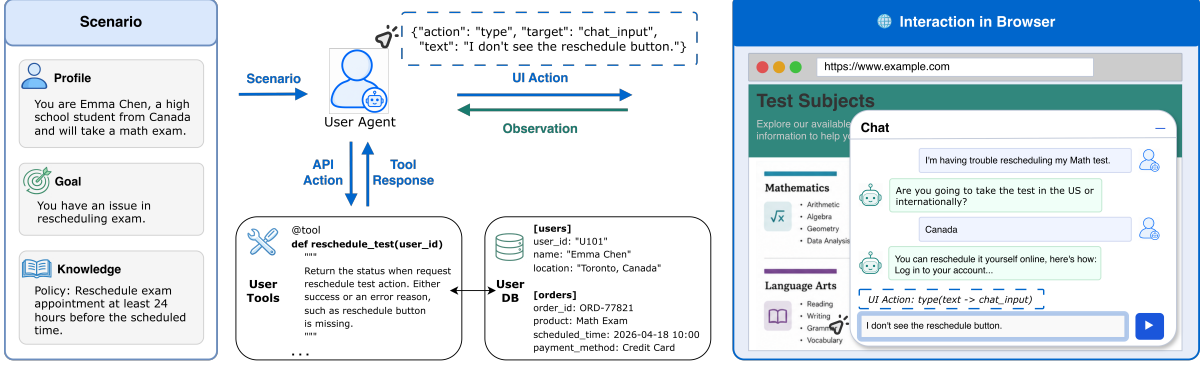 Scenario
Profile
You are Emma Chen, a high
school student from Canada
and will take a math exam.
Goal
You have an issue in
rescheduling exam.
Knowledge
Policy: Reschedule exam
appointment at least 24
hours before the scheduled
time.
Scenario
User Agent
{"action": "type", "target": "chat_input",
"text": "I don't see the reschedule button."}
UI Action
Observation
API
Action
Tool
Response
User
Tools
@tool
def reschedule_test(user_id)
"""
Return the status when request
reschedule test action. Either
success or an error reason,
such as reschedule button
is missing.
"""
...
User
DB
[users]
user_id: "U101"
name: "Emma Chen"
location: "Toronto, Canada"
[orders]
order_id: ORD-77821
product: Math Exam
scheduled_time: 2026-04-18 10:00
payment_method: Credit Card
Interaction in Browser
https://www.example.com
Test Subjects
Explore our available
information to help
Mathematics
√x
• Arithmetic
• Algebra
• Geometry
• Data Analysis
Language Arts
• Reading
• Writing
• Grammar
• Vocabulary
Chat
I'm having trouble rescheduling my Math test.
Are you going to take the test in the US or
internationally?
Canada
You can reschedule it yourself online, here's how:
Log in to your account...
UI Action: type(text -> chat_input)
I don't see the reschedule button.